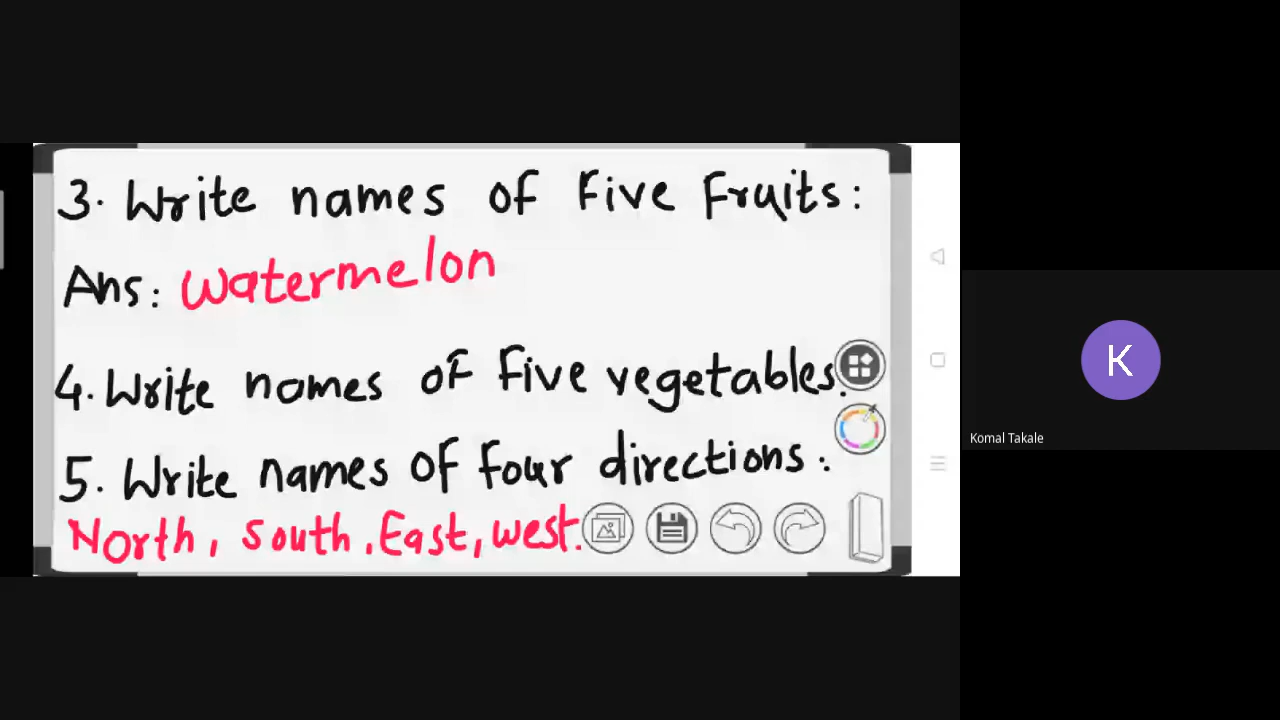 3. Write names of Five Fruits:
Ans: Watermelon
4. Write names of Five vegetables.
5. Write names of four directions:
North, South, East, west.
K
Komal Takale